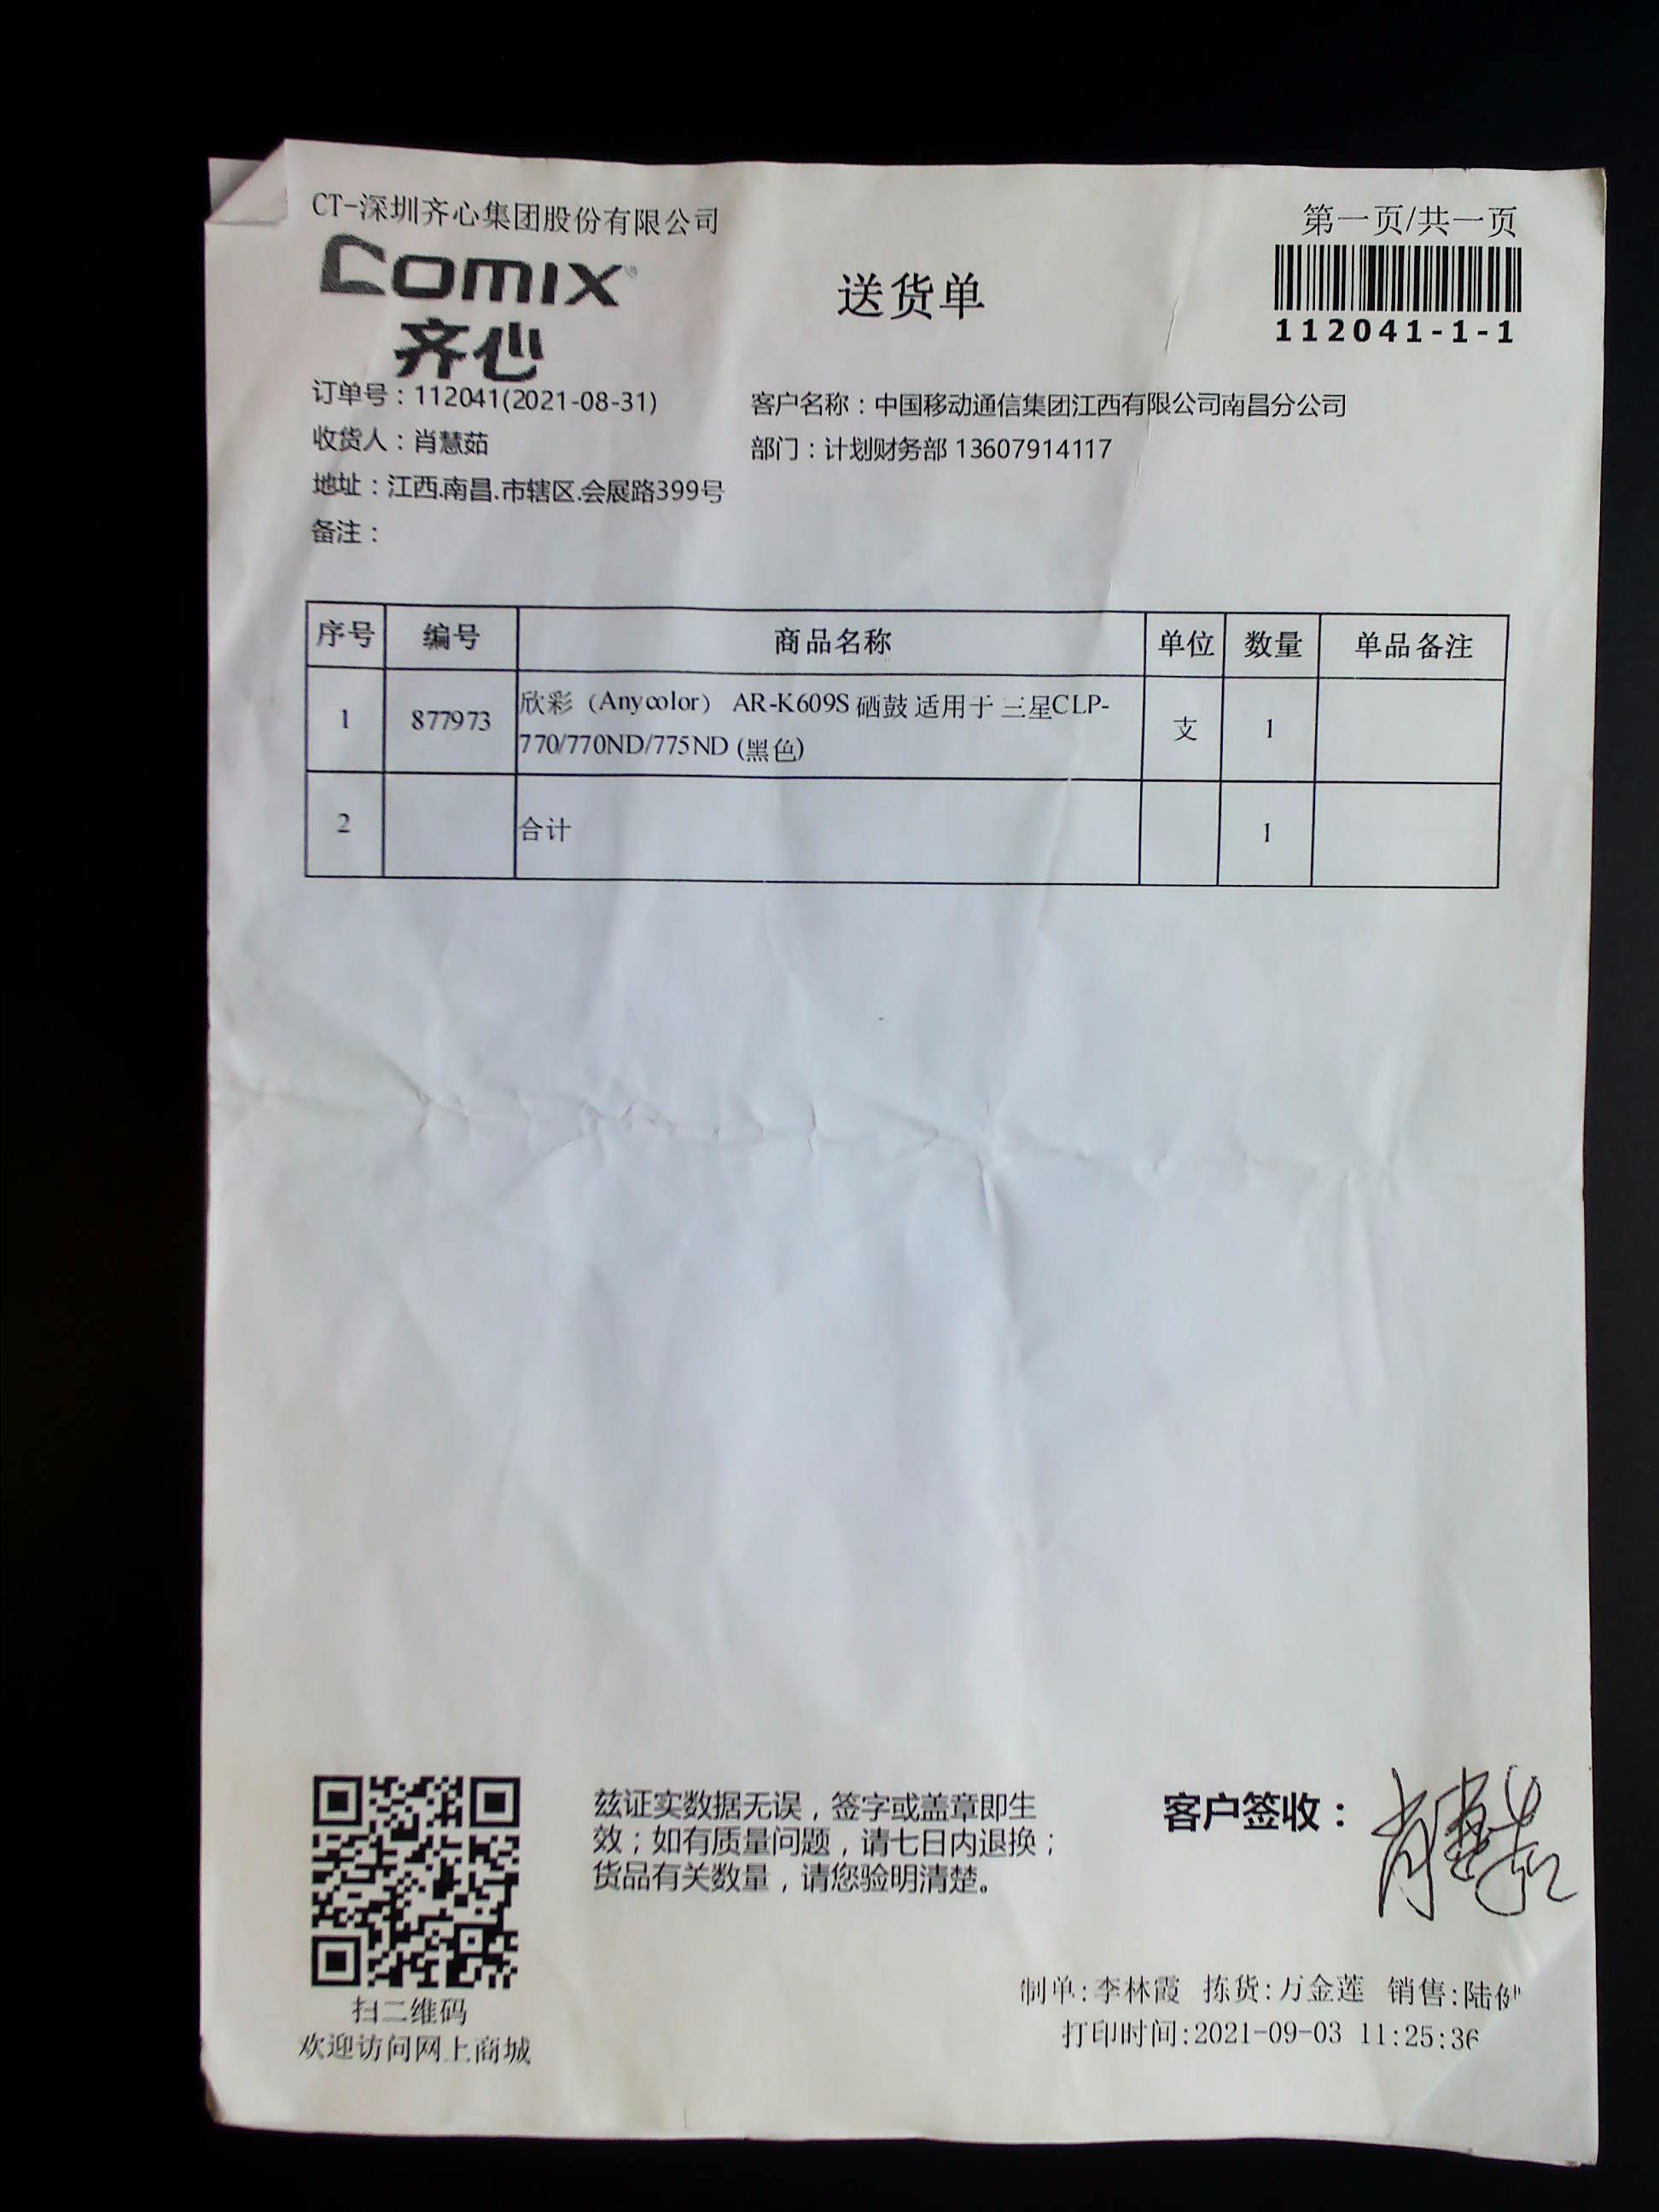 CT-深圳齐心集团股份有限公司
第一页/共一页
COMIX®
齐心
送货单
112041-1-1
订单号：112041(2021-08-31)
客户名称：中国移动通信集团江西有限公司南昌分公司
收货人：肖慧茹
部门：计划财务部 13607914117
地址：江西.南昌.市辖区.会展路399号
备注：
序号 编号 商品名称 单位 数量 单品备注
1 877973 欣彩（Anycolor） AR-K609S 硒鼓 适用于 三星CLP-
770/770ND/775ND (黑色) 支 1
2 合计 1
兹证实数据无误，签字或盖章即生
效；如有质量问题，请七日内退换；
货品有关数量，请您验明清楚。
客户签收：肖慧茹
扫二维码
欢迎访问网上商城
制单:李林霞 拣货:万金莲 销售:陆
打印时间:2021-09-03 11:25:36